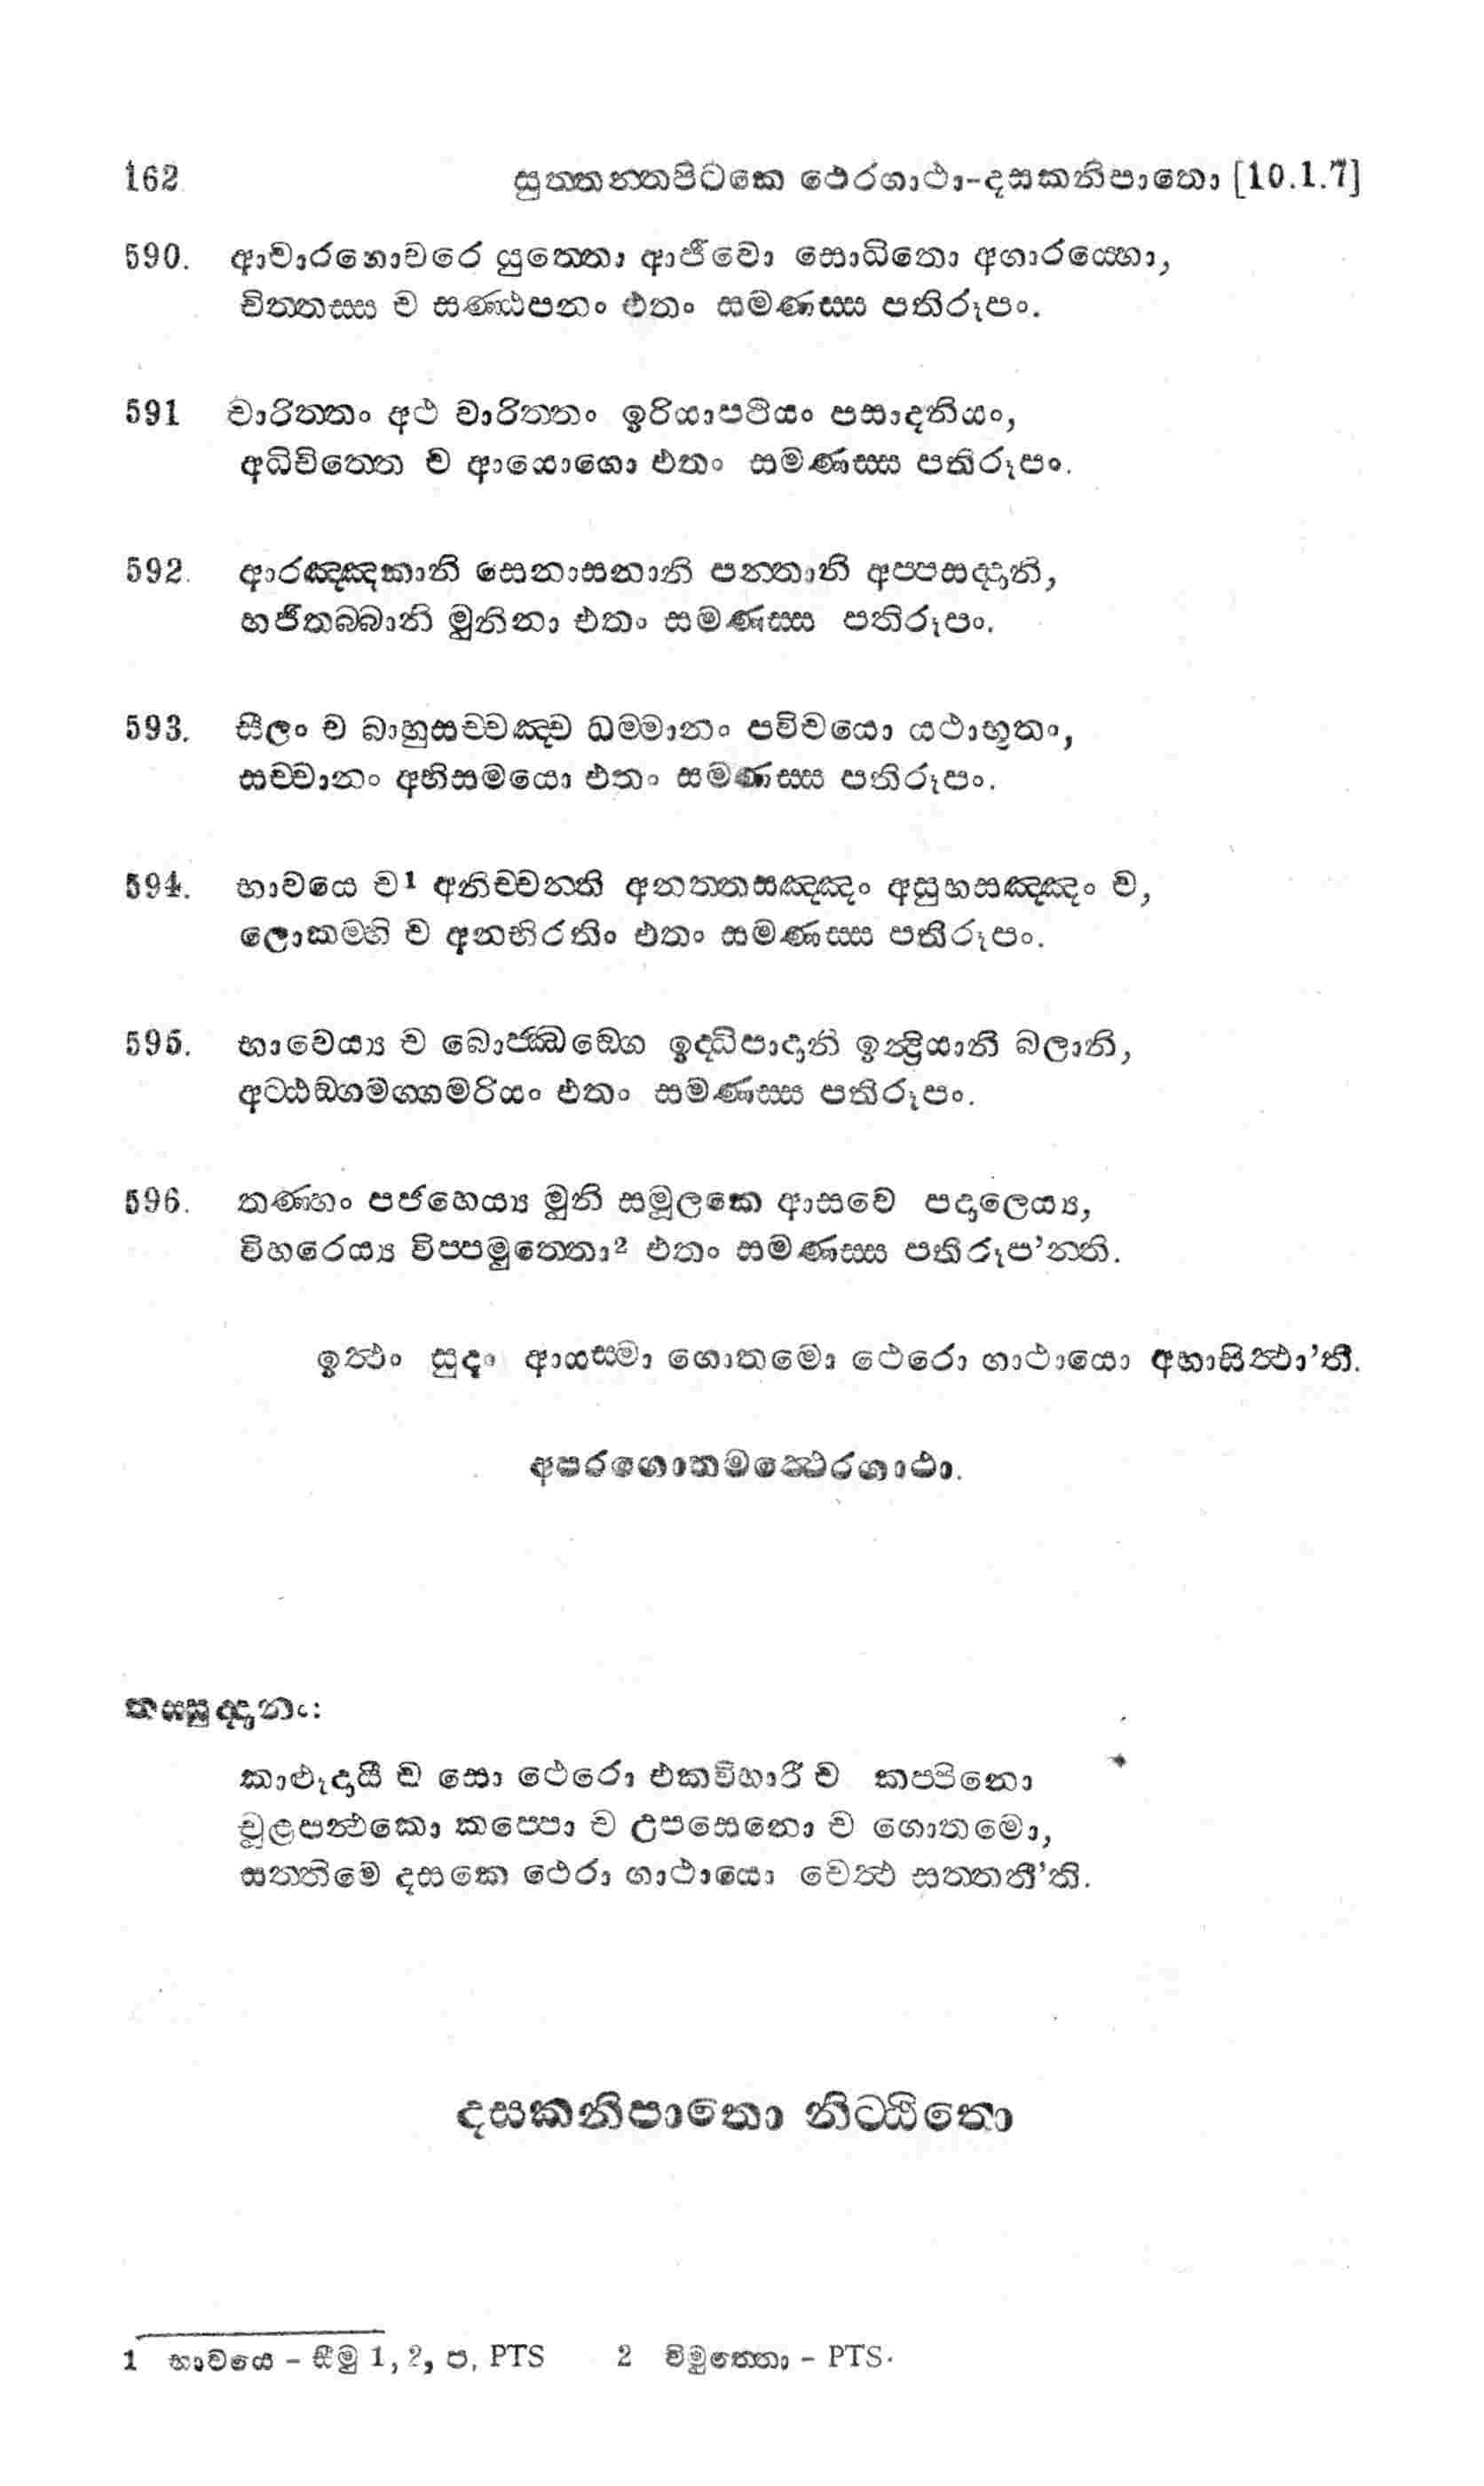 162 සුත්තන්තපිටකෙ ථෙරගාථා-දසකනිපාතො [10.1.7]
590. ආචාරගොචරෙ යුත්තො ආජීවො සොධිතො අගාරය්හො,
චිත්තස්ස ච සණ්ඨපනං එතං සමණස්ස පතිරූපං.
591 චාරිත්තං අථ වාරිත්තං ඉරියාපථියං පසාදනියං,
අධිචිත්තෙ ච ආයොගො එතං සමණස්ස පතිරූපං.
592. ආරඤ්ඤකානි සෙනාසනානි පන්තානි අප්පසද්දානි,
භජිතබ්බානි මුනිනා එතං සමණස්ස පතිරූපං.
593. සීලං ච බාහුසච්චඤ්ච ධම්මානං පවිචයො යථාභූතං,
සච්චානං අභිසමයො එතං සමණස්ස පතිරූපං.
594. භාවයෙ ච1 අනිච්චන්ති අනත්තසඤ්ඤං අසුභසඤ්ඤං ච,
ලොකම්හි ච අනභිරතිං එතං සමණස්ස පතිරූපං.
595. භාවෙය්‍ය ච බොජ්ඣඞ්ගෙ ඉද්ධිපාදානි ඉන්ද්‍රියානි බලානි,
අට්ඨඞ්ගමග්ගමරියං එතං සමණස්ස පතිරූපං.
596. තණ්හං පජහෙය්‍ය මුනි සමූලකෙ ආසවෙ පදාලෙය්‍ය,
විහරෙය්‍ය විප්පමුත්තො2 එතං සමණස්ස පතිරූප'න්ති.
ඉත්ථං සුදං ආයස්මා ගොතමො ථෙරො ගාථායො අභාසිත්ථා'ති.
අපරගොතමත්ථෙරගාථා.
තස්සුද්දානං:
කාළුදායී ච සො ථෙරො එකවිහාරී ච කප්පිනො
චූළපන්ථකො කප්පො ච උපසෙනො ච ගොතමො,
සත්තිමෙ දසකෙ ථෙරා ගාථායො චෙත්ථ සත්තතී'ති.
දසකනිපාතො නිට්ඨිතො
1 භාවයෙ - සීමු 1, 2, ප, PTS 2 විමුත්තො - PTS.